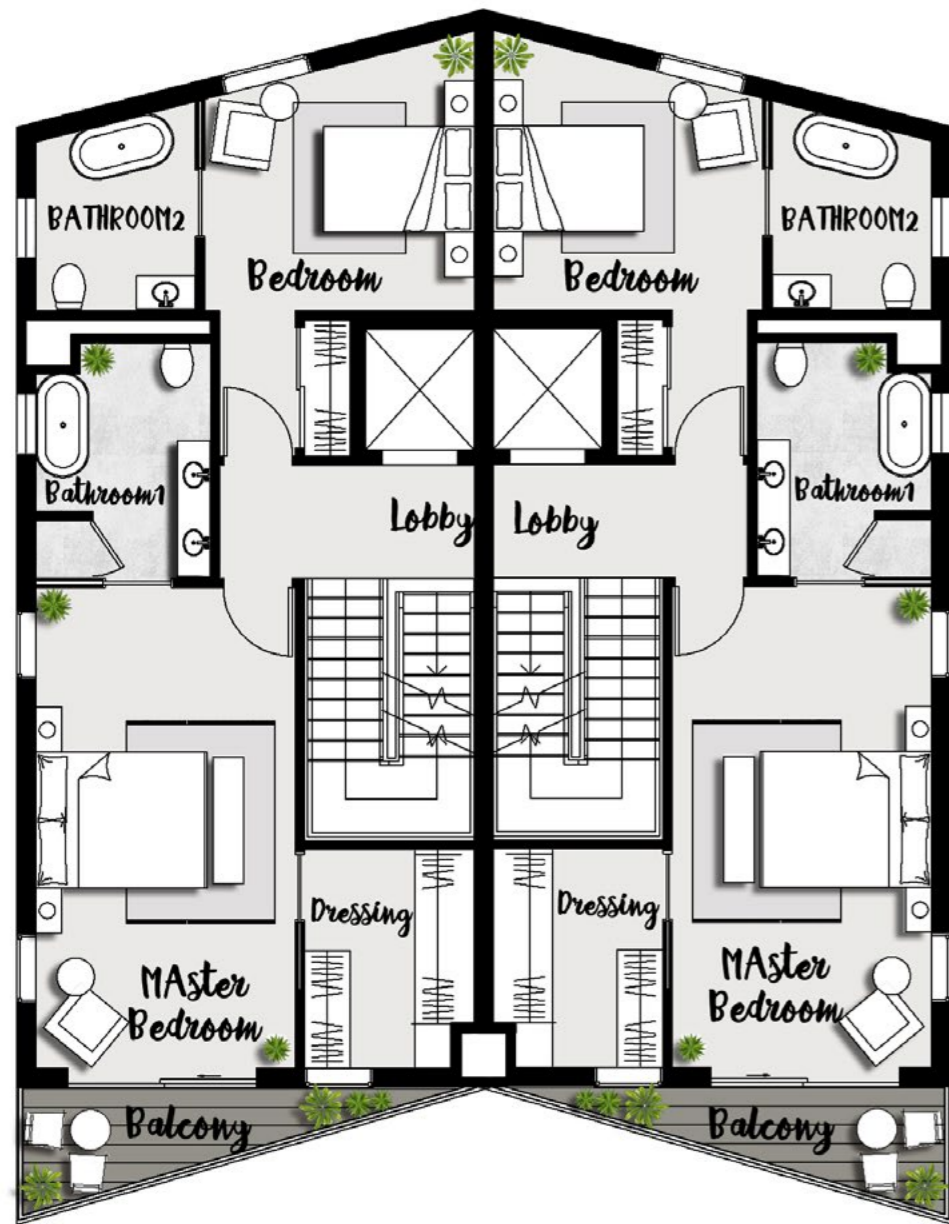 BATHROOM2
BATHROOM2
Bedroom
Bedroom
Bathroom1
Bathroom1
Lobby
Lobby
Dressing
Dressing
MAster
Bedroom
MAster
Bedroom
Balcony
Balcony